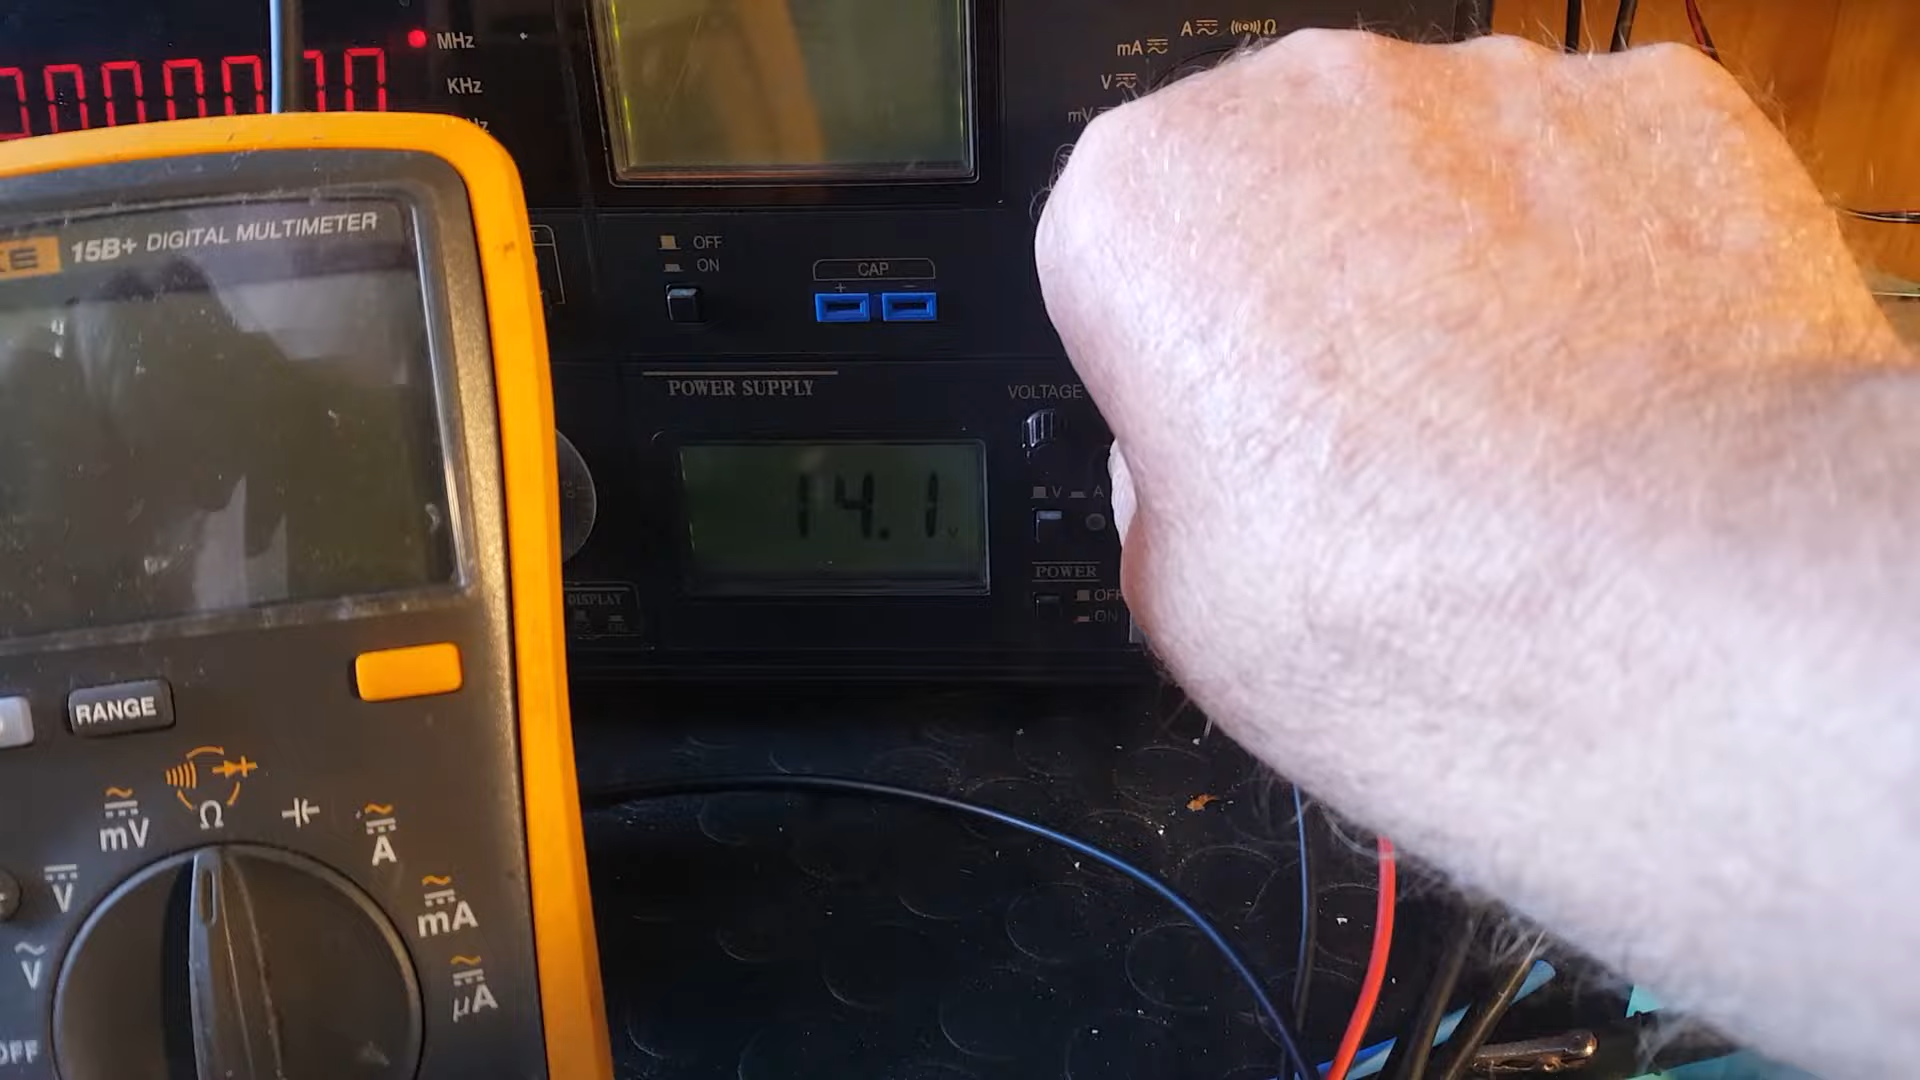 MHz
KHz
A
Ω
mA
V
mV
15B+ DIGITAL MULTIMETER
OFF
ON
CAP
+ −
POWER SUPPLY
VOLTAGE
14.1 V
V A
POWER
OFF
ON
DISPLAY
RANGE
mV
Ω
A
V
mA
V
µA
OFF